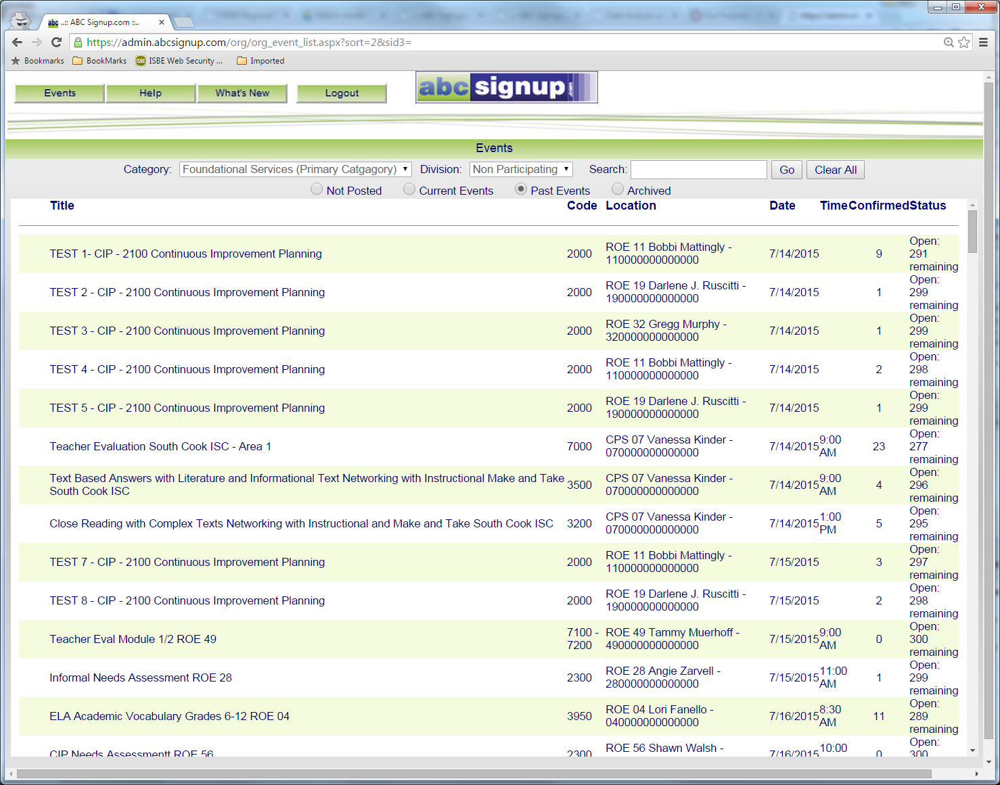 abc ..:: ABC Signup.com ::..
https://admin.abcsignup.com/org/org_event_list.aspx?sort=2&sid3=
Bookmarks BookMarks ISBE ISBE Web Security ... Imported
Events Help What's New Logout abc signup.com
Events
Category: Foundational Services (Primary Catgagory) Division: Non Participating Search: Go Clear All
Not Posted Current Events Past Events Archived
Title Code Location Date Time Confirmed Status
TEST 1- CIP - 2100 Continuous Improvement Planning 2000 ROE 11 Bobbi Mattingly - 110000000000000 7/14/2015 9 Open: 291 remaining
TEST 2 - CIP - 2100 Continuous Improvement Planning 2000 ROE 19 Darlene J. Ruscitti - 190000000000000 7/14/2015 1 Open: 299 remaining
TEST 3 - CIP - 2100 Continuous Improvement Planning 2000 ROE 32 Gregg Murphy - 320000000000000 7/14/2015 1 Open: 299 remaining
TEST 4 - CIP - 2100 Continuous Improvement Planning 2000 ROE 11 Bobbi Mattingly - 110000000000000 7/14/2015 2 Open: 298 remaining
TEST 5 - CIP - 2100 Continuous Improvement Planning 2000 ROE 19 Darlene J. Ruscitti - 190000000000000 7/14/2015 1 Open: 299 remaining
Teacher Evaluation South Cook ISC - Area 1 7000 CPS 07 Vanessa Kinder - 070000000000000 7/14/2015 9:00 AM 23 Open: 277 remaining
Text Based Answers with Literature and Informational Text Networking with Instructional Make and Take South Cook ISC 3500 CPS 07 Vanessa Kinder - 070000000000000 7/14/2015 9:00 AM 4 Open: 296 remaining
Close Reading with Complex Texts Networking with Instructional and Make and Take South Cook ISC 3200 CPS 07 Vanessa Kinder - 070000000000000 7/14/2015 1:00 PM 5 Open: 295 remaining
TEST 7 - CIP - 2100 Continuous Improvement Planning 2000 ROE 11 Bobbi Mattingly - 110000000000000 7/15/2015 3 Open: 297 remaining
TEST 8 - CIP - 2100 Continuous Improvement Planning 2000 ROE 19 Darlene J. Ruscitti - 190000000000000 7/15/2015 2 Open: 298 remaining
Teacher Eval Module 1/2 ROE 49 7100 - 7200 ROE 49 Tammy Muerhoff - 490000000000000 7/15/2015 9:00 AM 0 Open: 300 remaining
Informal Needs Assessment ROE 28 2300 ROE 28 Angie Zarvell - 280000000000000 7/15/2015 11:00 AM 1 Open: 299 remaining
ELA Academic Vocabulary Grades 6-12 ROE 04 3950 ROE 04 Lori Fanello - 040000000000000 7/16/2015 8:30 AM 11 Open: 289 remaining
CIP Needs Assessmentt ROE 56 2300 ROE 56 Shawn Walsh - 7/16/2015 10:00 0 Open: 300